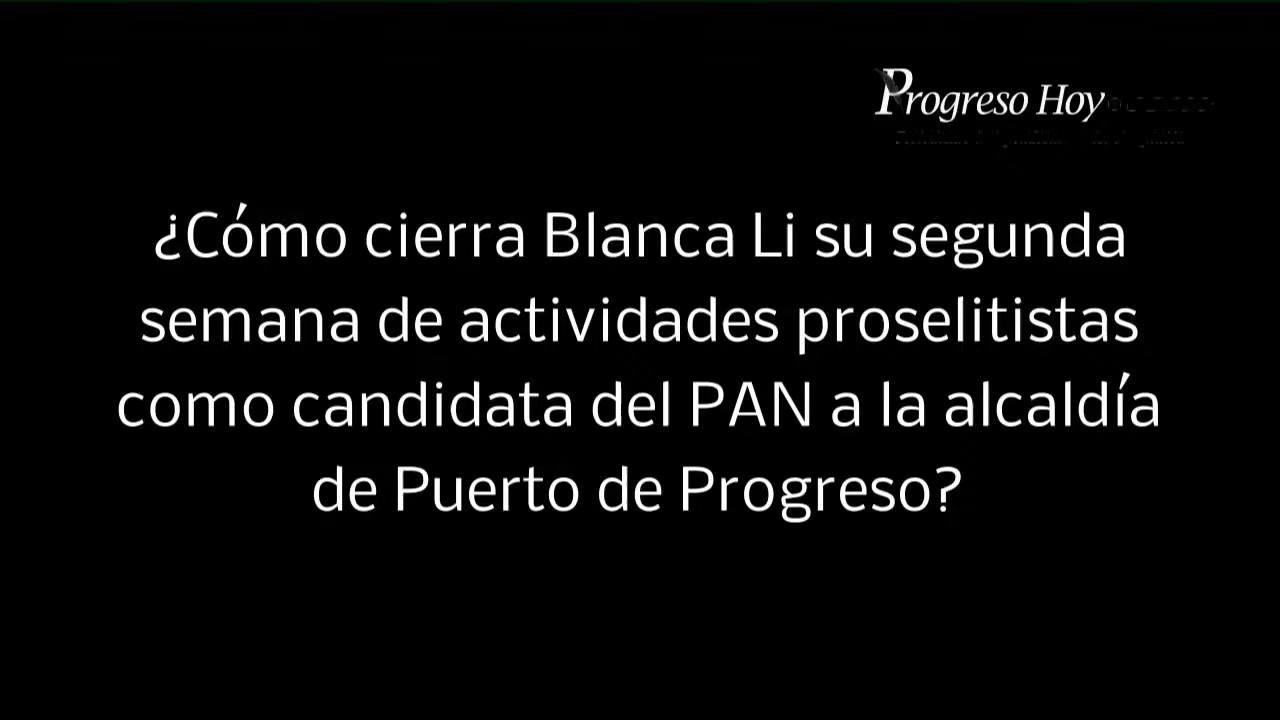 Progreso Hoy
¿Cómo cierra Blanca Li su segunda
semana de actividades proselitistas
como candidata del PAN a la alcaldía
de Puerto de Progreso?